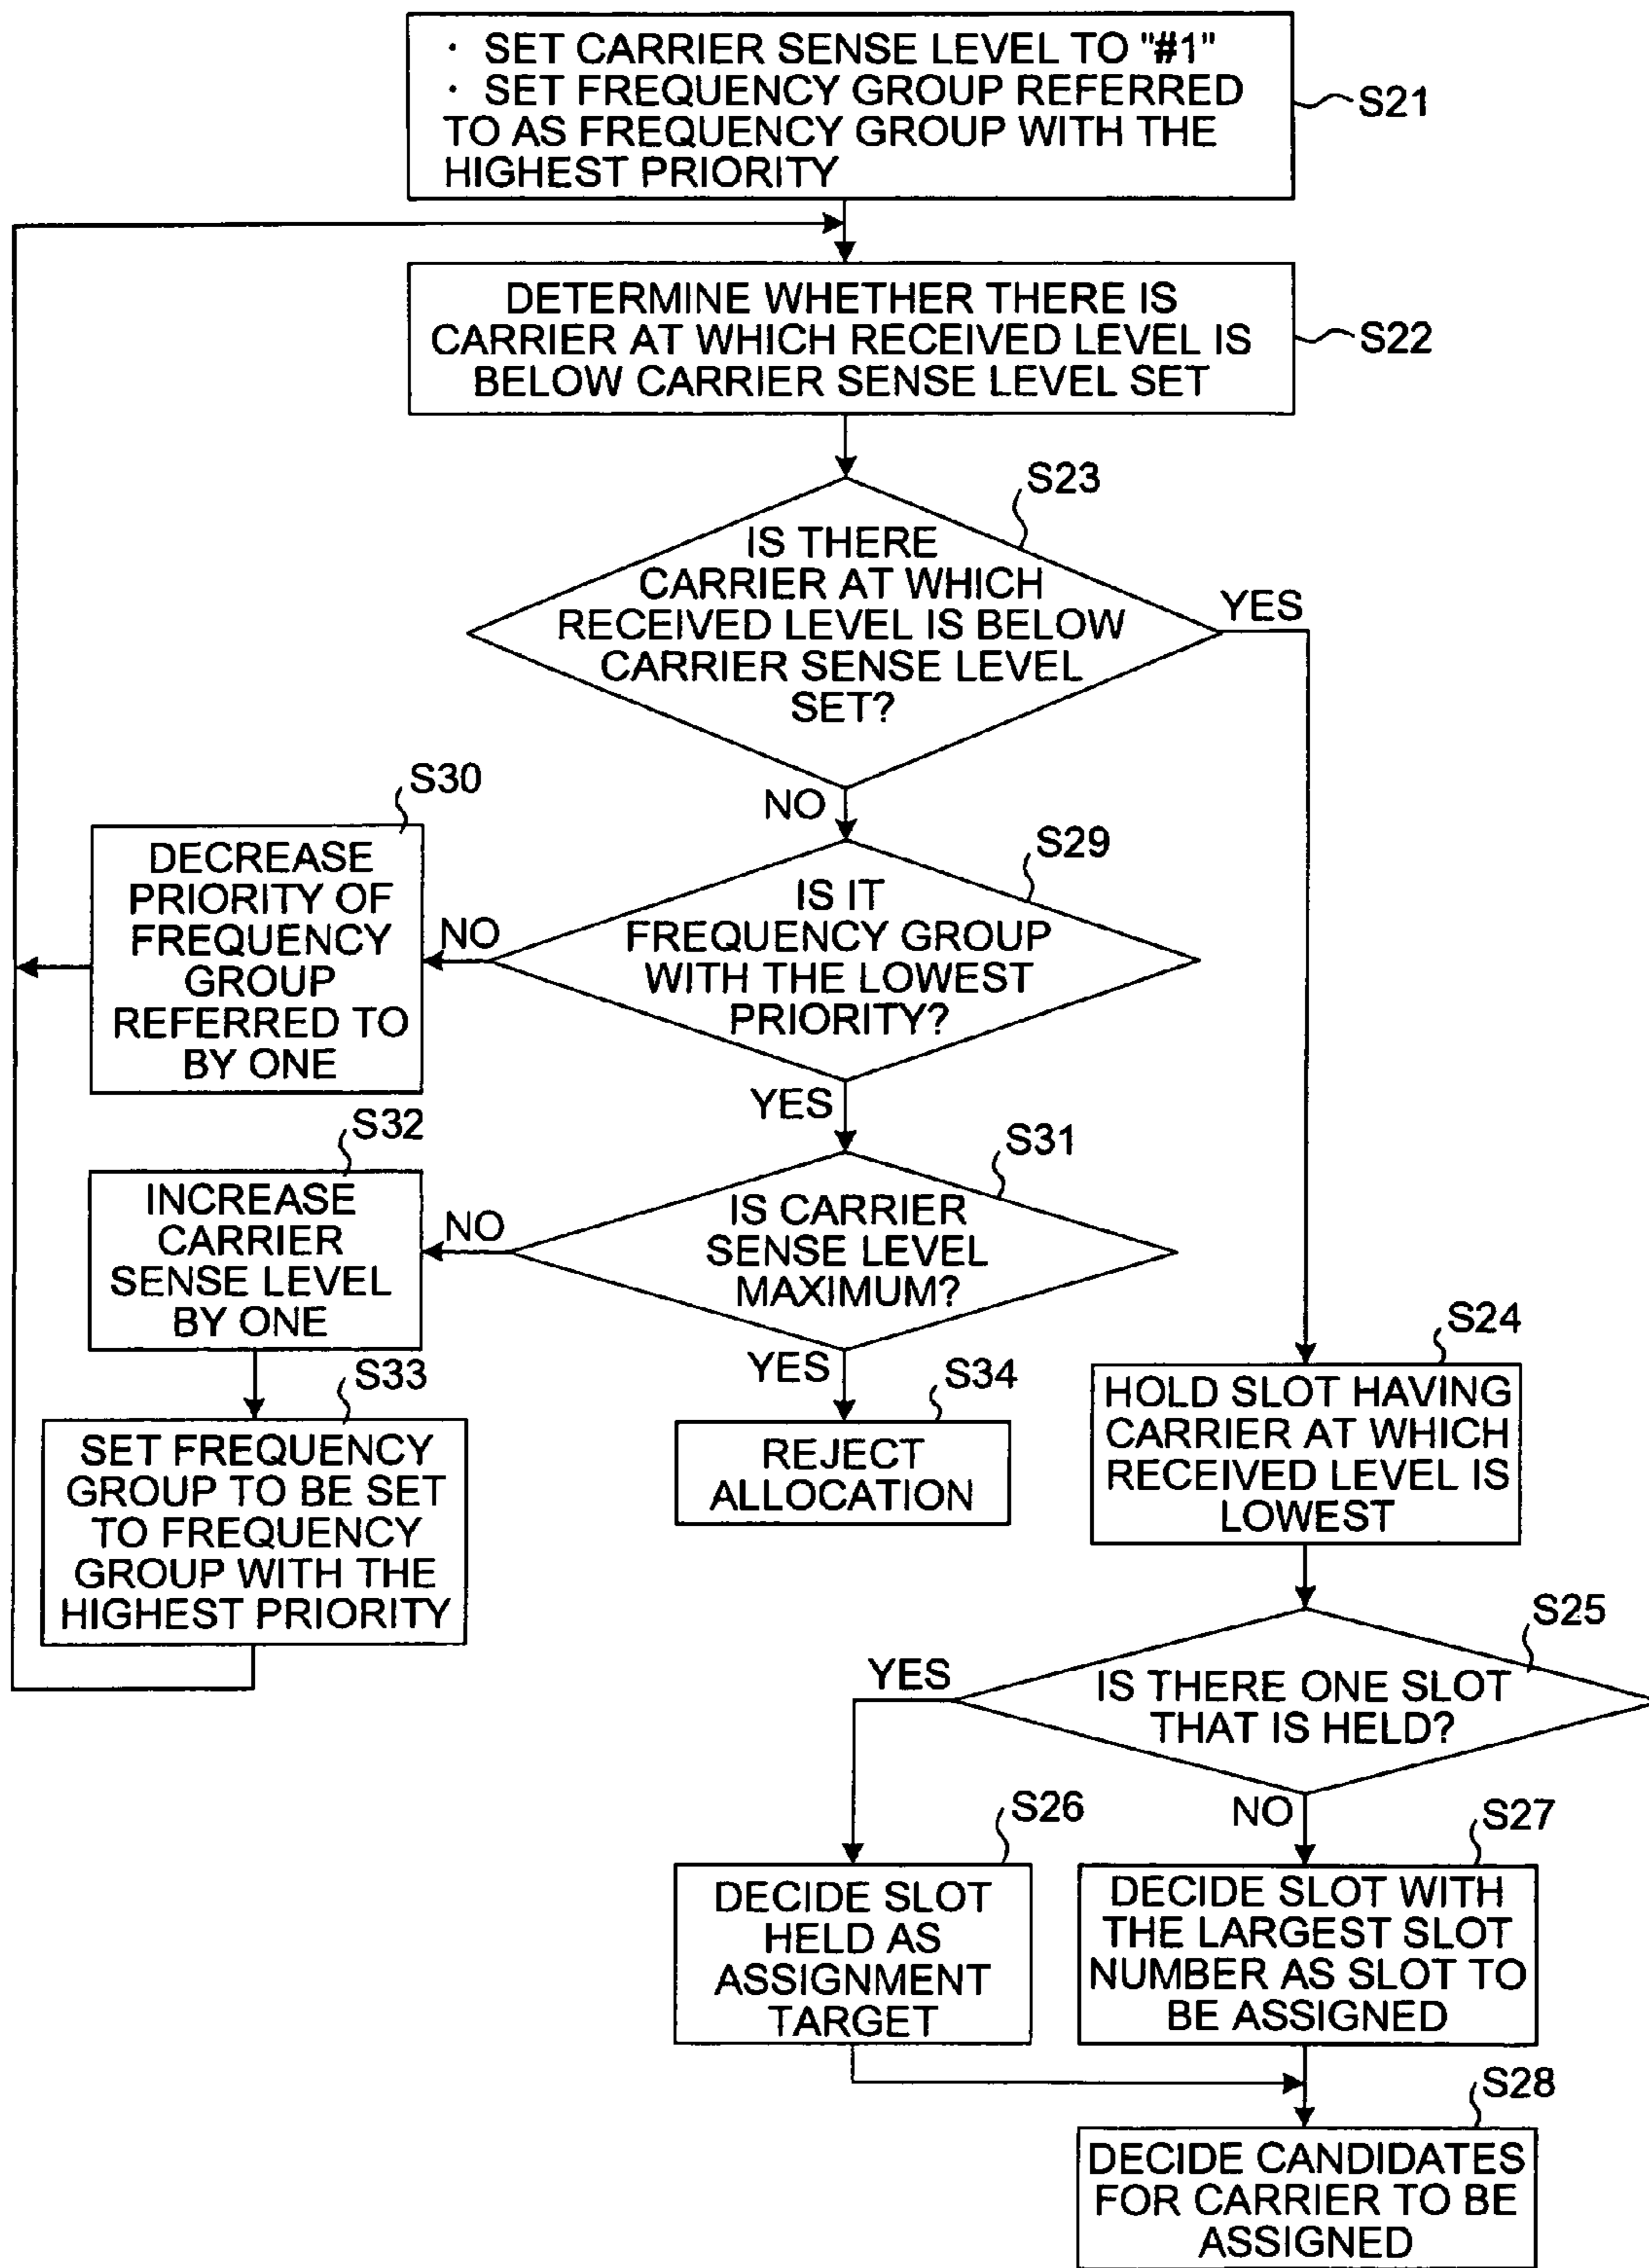 · SET CARRIER SENSE LEVEL TO "#1"
· SET FREQUENCY GROUP REFERRED
TO AS FREQUENCY GROUP WITH THE
HIGHEST PRIORITY
S21
DETERMINE WHETHER THERE IS
CARRIER AT WHICH RECEIVED LEVEL IS
BELOW CARRIER SENSE LEVEL SET
S22
S23
IS THERE
CARRIER AT WHICH
RECEIVED LEVEL IS BELOW
CARRIER SENSE LEVEL
SET?
YES
NO
S30
DECREASE
PRIORITY OF
FREQUENCY
GROUP
REFERRED TO
BY ONE
S29
IS IT
FREQUENCY GROUP
WITH THE LOWEST
PRIORITY?
NO
YES
S32
INCREASE
CARRIER
SENSE LEVEL
BY ONE
S31
IS CARRIER
SENSE LEVEL
MAXIMUM?
NO
YES
S33
SET FREQUENCY
GROUP TO BE SET
TO FREQUENCY
GROUP WITH THE
HIGHEST PRIORITY
S34
REJECT
ALLOCATION
S24
HOLD SLOT HAVING
CARRIER AT WHICH
RECEIVED LEVEL IS
LOWEST
S25
IS THERE ONE SLOT
THAT IS HELD?
YES
NO
S26
DECIDE SLOT
HELD AS
ASSIGNMENT
TARGET
S27
DECIDE SLOT WITH
THE LARGEST SLOT
NUMBER AS SLOT TO
BE ASSIGNED
S28
DECIDE CANDIDATES
FOR CARRIER TO BE
ASSIGNED